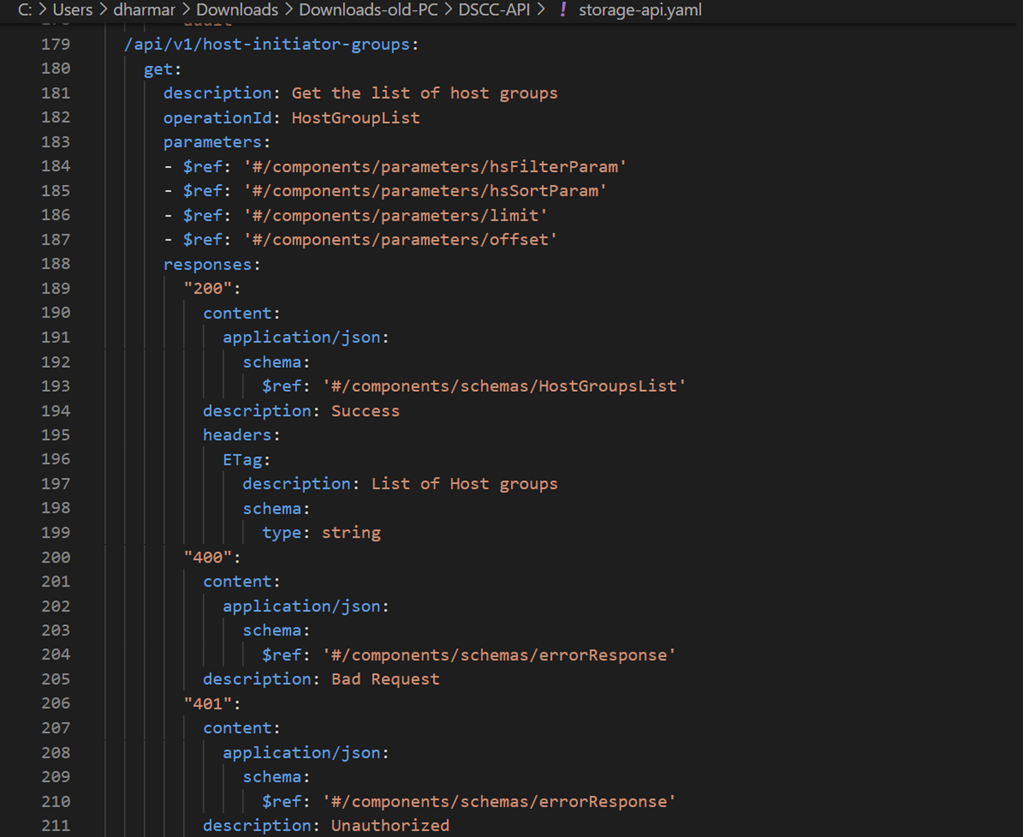 C: > Users > dharmar > Downloads > Downloads-old-PC > DSCC-API > ! storage-api.yaml
179 /api/v1/host-initiator-groups:
180 get:
181 description: Get the list of host groups
182 operationId: HostGroupList
183 parameters:
184 - $ref: '#/components/parameters/hsFilterParam'
185 - $ref: '#/components/parameters/hsSortParam'
186 - $ref: '#/components/parameters/limit'
187 - $ref: '#/components/parameters/offset'
188 responses:
189 "200":
190 content:
191 application/json:
192 schema:
193 $ref: '#/components/schemas/HostGroupsList'
194 description: Success
195 headers:
196 ETag:
197 description: List of Host groups
198 schema:
199 type: string
200 "400":
201 content:
202 application/json:
203 schema:
204 $ref: '#/components/schemas/errorResponse'
205 description: Bad Request
206 "401":
207 content:
208 application/json:
209 schema:
210 $ref: '#/components/schemas/errorResponse'
211 description: Unauthorized